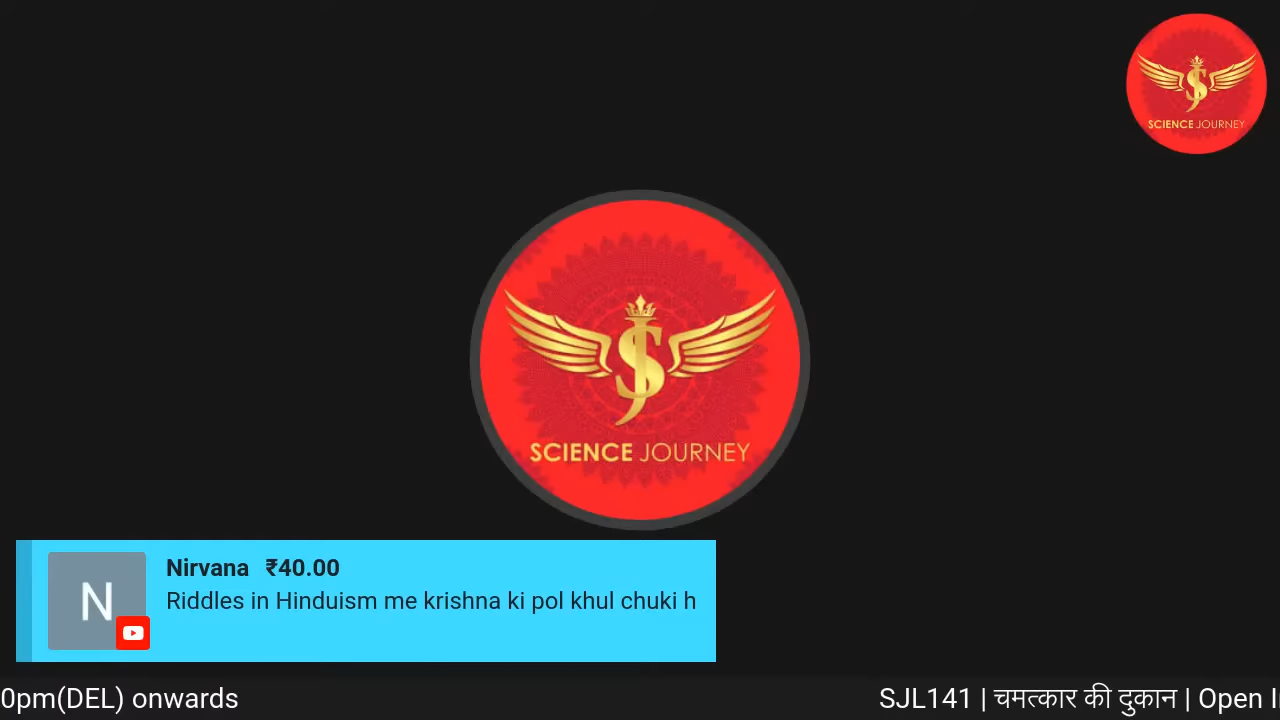 SCIENCE JOURNEY
SCIENCE JOURNEY
Nirvana ₹40.00
N
Riddles in Hinduism me krishna ki pol khul chuki h
0pm(DEL) onwards
SJL141 | चमत्कार की दुकान | Open I